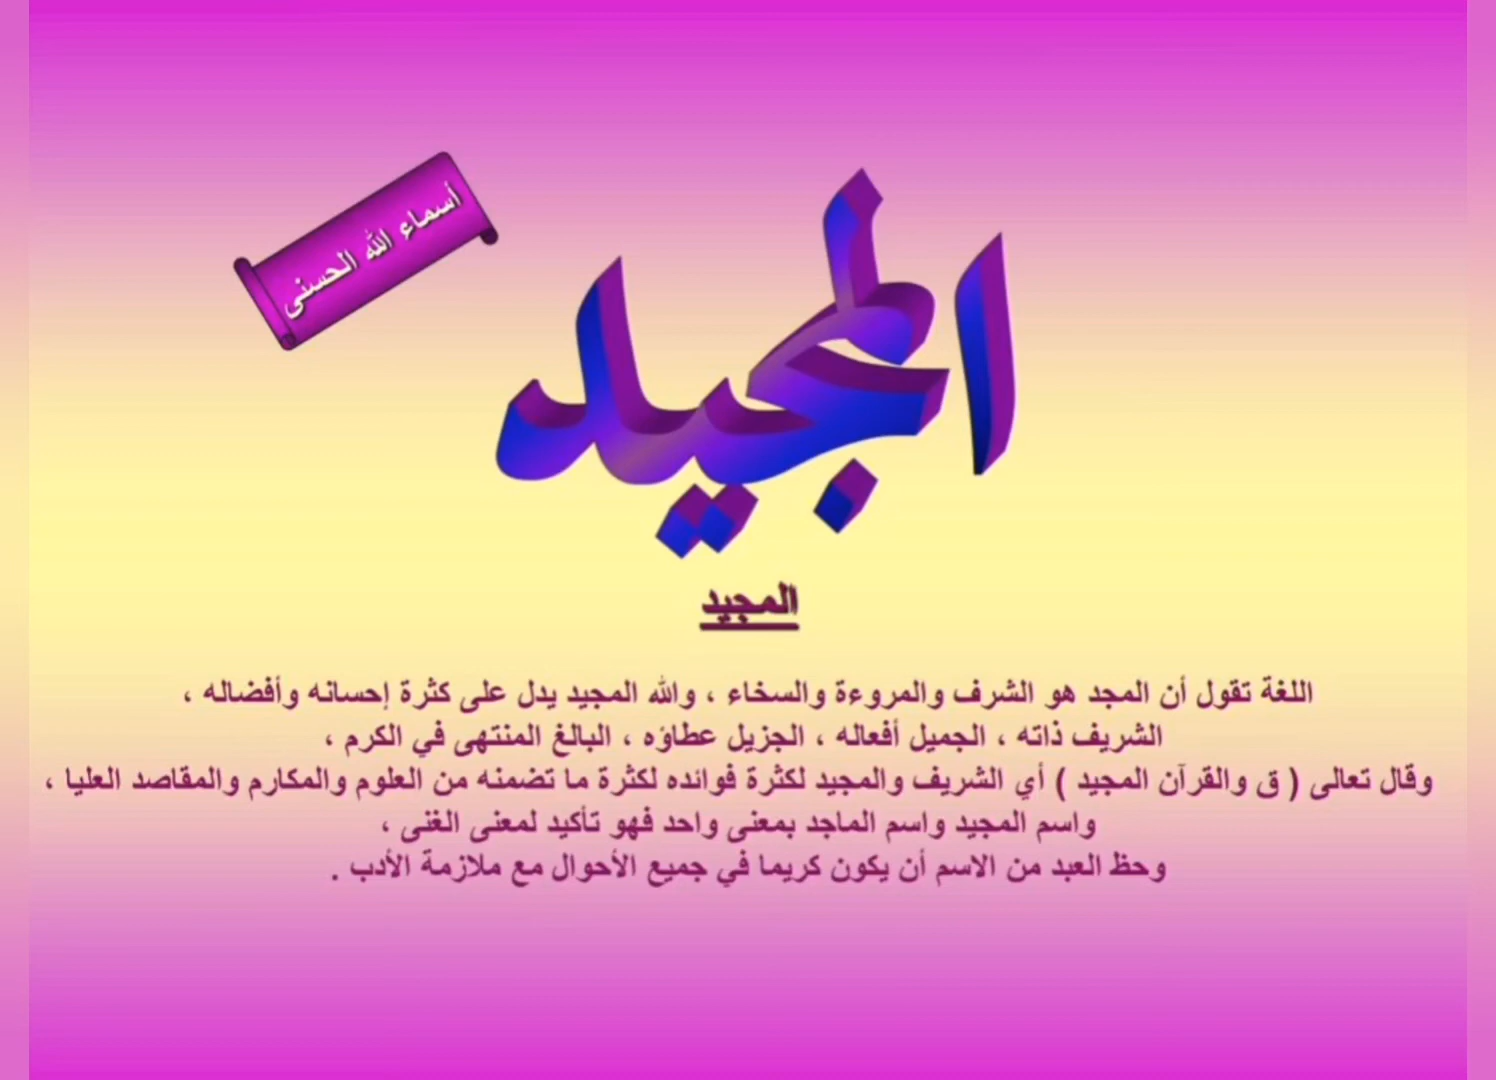 أسماء الله الحسنى
المجيد
المجيد
اللغة تقول أن المجد هو الشرف والمروءة والسخاء ، والله المجيد يدل على كثرة إحسانه وأفضاله ،
الشريف ذاته ، الجميل أفعاله ، الجزيل عطاؤه ، البالغ المنتهى في الكرم ،
وقال تعالى ( ق والقرآن المجيد ) أي الشريف والمجيد لكثرة فوائده لكثرة ما تضمنه من العلوم والمكارم والمقاصد العليا ،
واسم المجيد واسم الماجد بمعنى واحد فهو تأكيد لمعنى الغنى ،
وحظ العبد من الاسم أن يكون كريما في جميع الأحوال مع ملازمة الأدب .